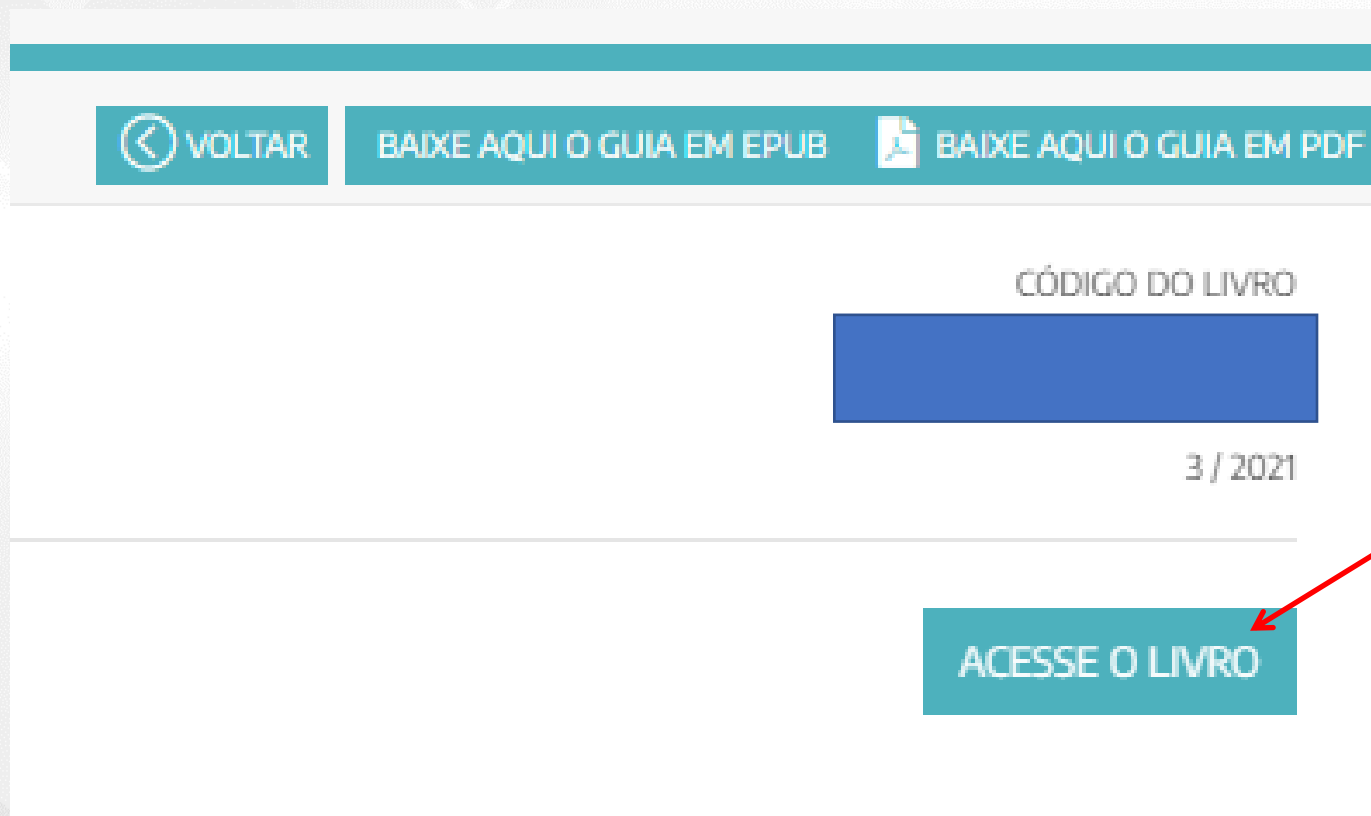 VOLTAR BAIXE AQUI O GUIA EM EPUB BAIXE AQUI O GUIA EM PDF
CÓDIGO DO LIVRO
3 / 2021
ACESSE O LIVRO